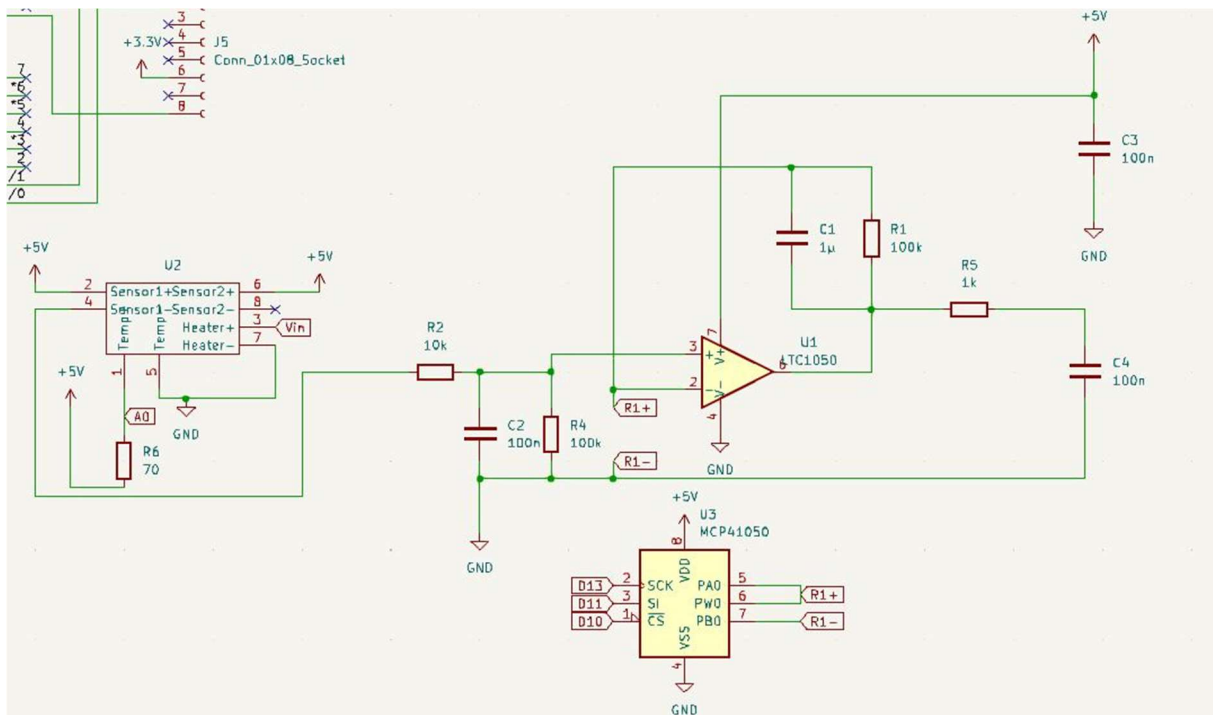 3
+3.3V 4 J5
5 Conn_01x08_Socket
6
7
8
7
*6
*5
4
*3
2
/1
/0
+5V
C3
100n
GND
C1
1µ
R1
100k
R5
1k
+5V
U2
+5V
2 Sensor1+Sensor2+ 6
4 Sensor1-Sensor2- 8
Heater+ 3 Vin
Heater- 7
Temp
Temp
1
5
+5V
A0
GND
R6
70
R2
10k
C2
100n
R4
100k
3
+
2
-
7
V+
V-
4
6
U1
LTC1050
R1+
R1-
GND
C4
100n
GND
+5V
U3
MCP41050
8
VDD
D13 2 SCK PA0 5
D11 3 SI PW0 6 R1+
D10 1 CS PB0 7 R1-
VSS
4
GND